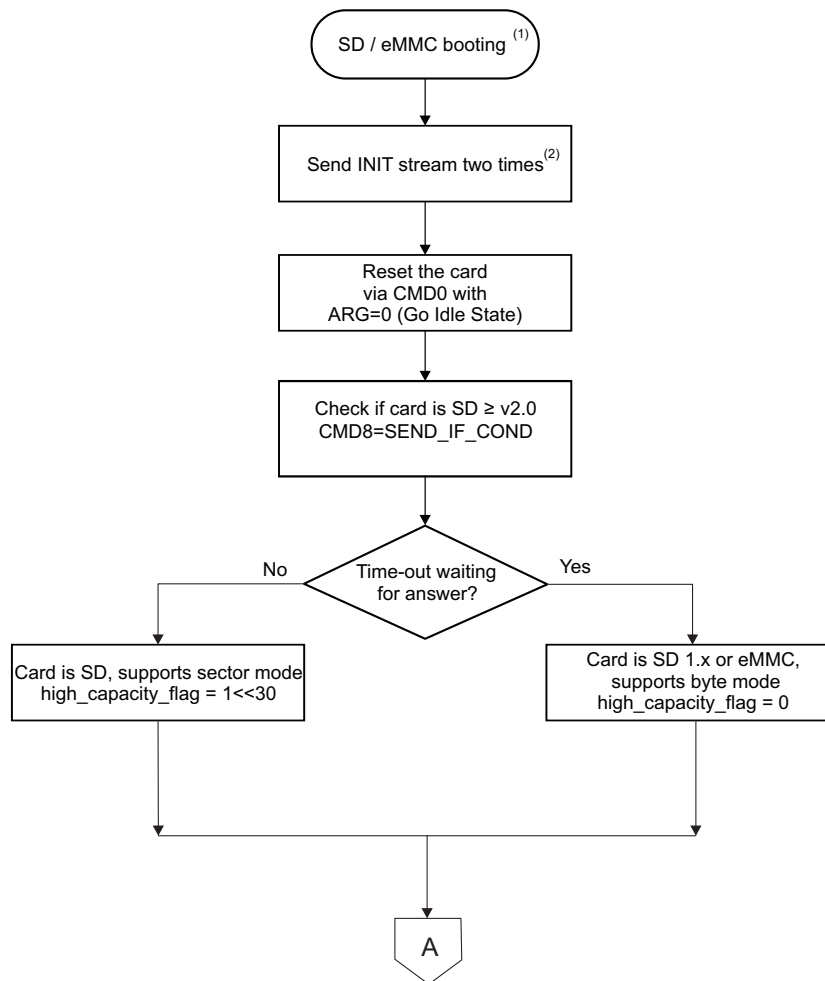 SD / eMMC booting (1)
Send INIT stream two times(2)
Reset the card
via CMD0 with
ARG=0 (Go Idle State)
Check if card is SD ≥ v2.0
CMD8=SEND_IF_COND
Time-out waiting
for answer?
No
Yes
Card is SD, supports sector mode
high_capacity_flag = 1<<30
Card is SD 1.x or eMMC,
supports byte mode
high_capacity_flag = 0
A